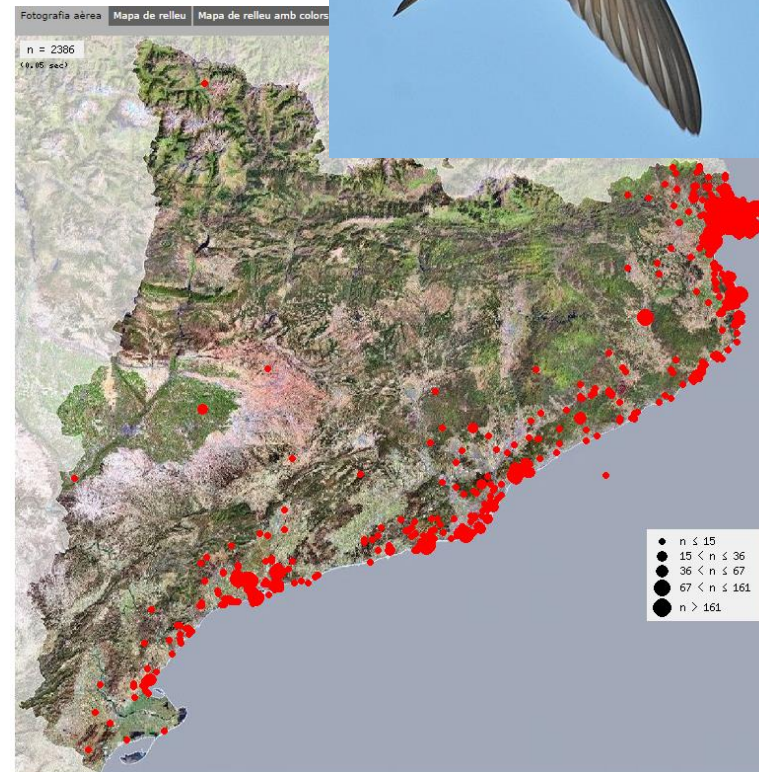 Fotografia aèrea Mapa de relleu Mapa de relleu amb colors
n = 2386
(0.05 sec)
n ≤ 15
15 < n ≤ 36
36 < n ≤ 67
67 < n ≤ 161
n > 161